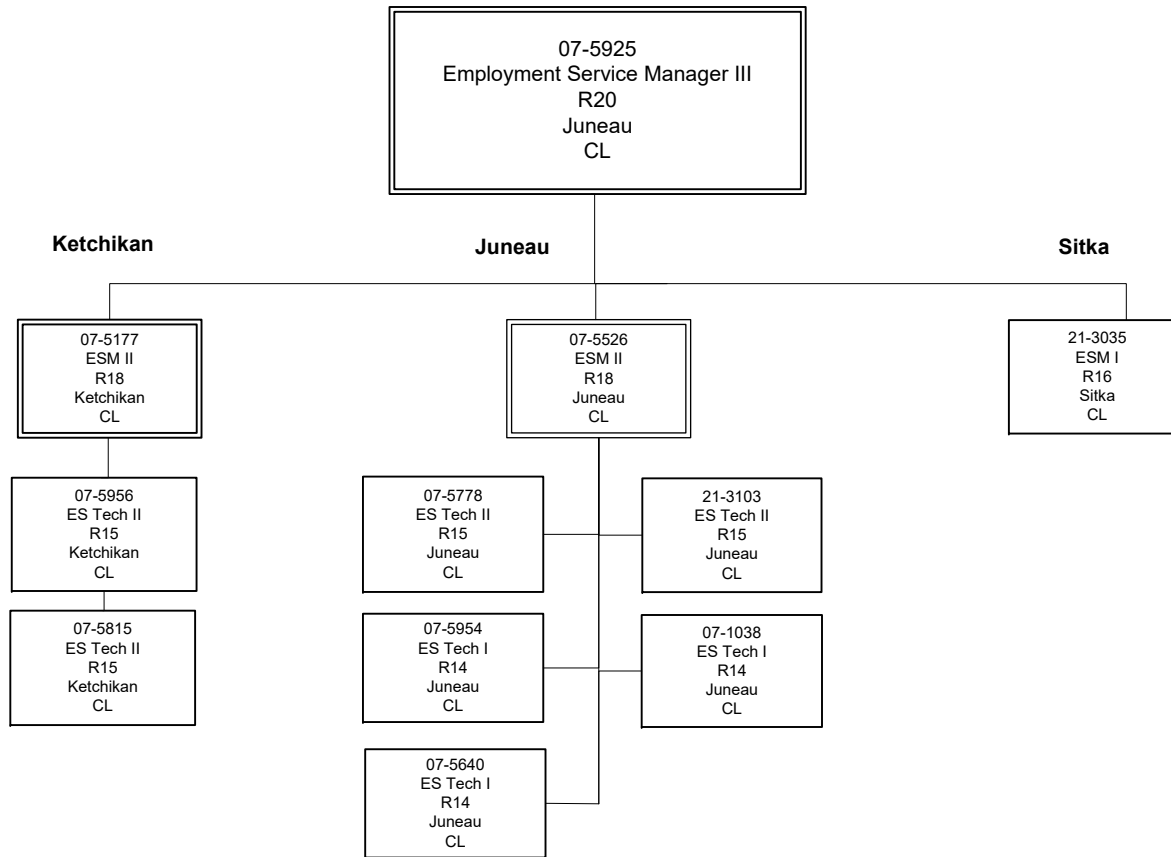 07-5925
Employment Service Manager III
R20
Juneau
CL
Ketchikan
Juneau
Sitka
07-5177
ESM II
R18
Ketchikan
CL
07-5526
ESM II
R18
Juneau
CL
21-3035
ESM I
R16
Sitka
CL
07-5956
ES Tech II
R15
Ketchikan
CL
07-5778
ES Tech II
R15
Juneau
CL
21-3103
ES Tech II
R15
Juneau
CL
07-5815
ES Tech II
R15
Ketchikan
CL
07-5954
ES Tech I
R14
Juneau
CL
07-1038
ES Tech I
R14
Juneau
CL
07-5640
ES Tech I
R14
Juneau
CL